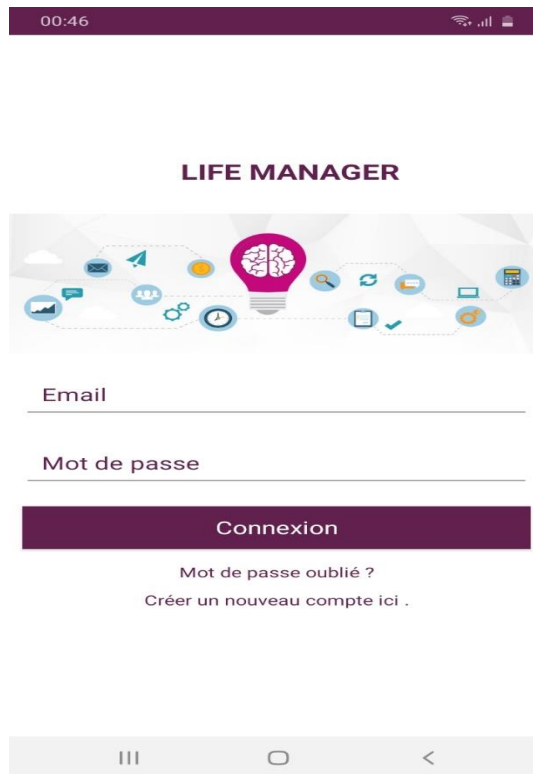 00:46
LIFE MANAGER
Email
Mot de passe
Connexion
Mot de passe oublié ?
Créer un nouveau compte ici .